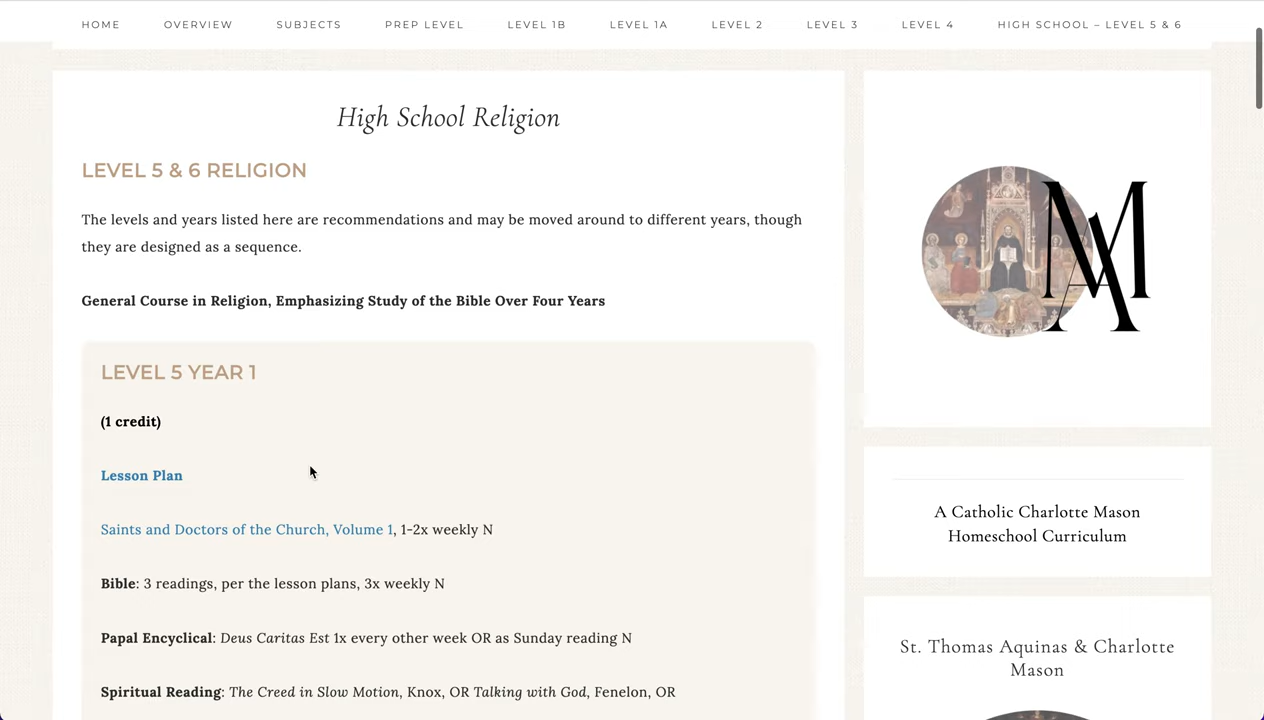 HOME OVERVIEW SUBJECTS PREP LEVEL LEVEL 1B LEVEL 1A LEVEL 2 LEVEL 3 LEVEL 4 HIGH SCHOOL – LEVEL 5 & 6
High School Religion
LEVEL 5 & 6 RELIGION
The levels and years listed here are recommendations and may be moved around to different years, though
they are designed as a sequence.
General Course in Religion, Emphasizing Study of the Bible Over Four Years
LEVEL 5 YEAR 1
(1 credit)
Lesson Plan
Saints and Doctors of the Church, Volume 1, 1-2x weekly N
Bible: 3 readings, per the lesson plans, 3x weekly N
Papal Encyclical: Deus Caritas Est 1x every other week OR as Sunday reading N
Spiritual Reading: The Creed in Slow Motion, Knox, OR Talking with God, Fenelon, OR
MA
A Catholic Charlotte Mason
Homeschool Curriculum
St. Thomas Aquinas & Charlotte
Mason